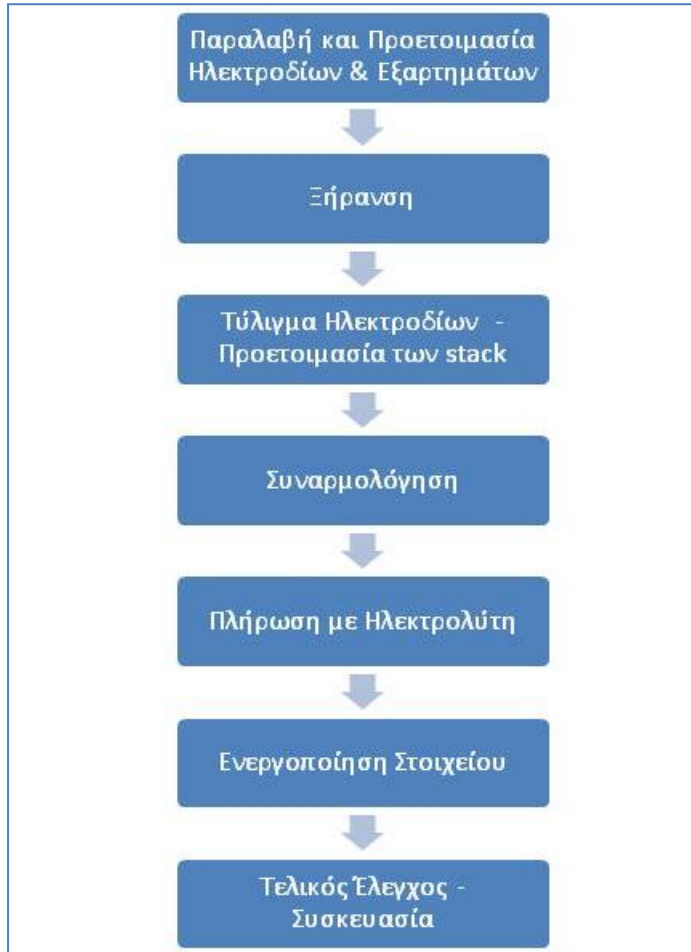 Παραλαβή και Προετοιμασία
Ηλεκτροδίων & Εξαρτημάτων
Ξήρανση
Τύλιγμα Ηλεκτροδίων -
Προετοιμασία των stack
Συναρμολόγηση
Πλήρωση με Ηλεκτρολύτη
Ενεργοποίηση Στοιχείου
Τελικός Έλεγχος -
Συσκευασία